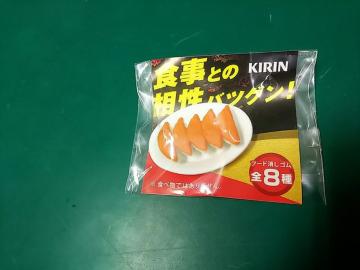 食事との
KIRIN
相性バツグン!
フード消しゴム
全8種
※食べ物ではありません。